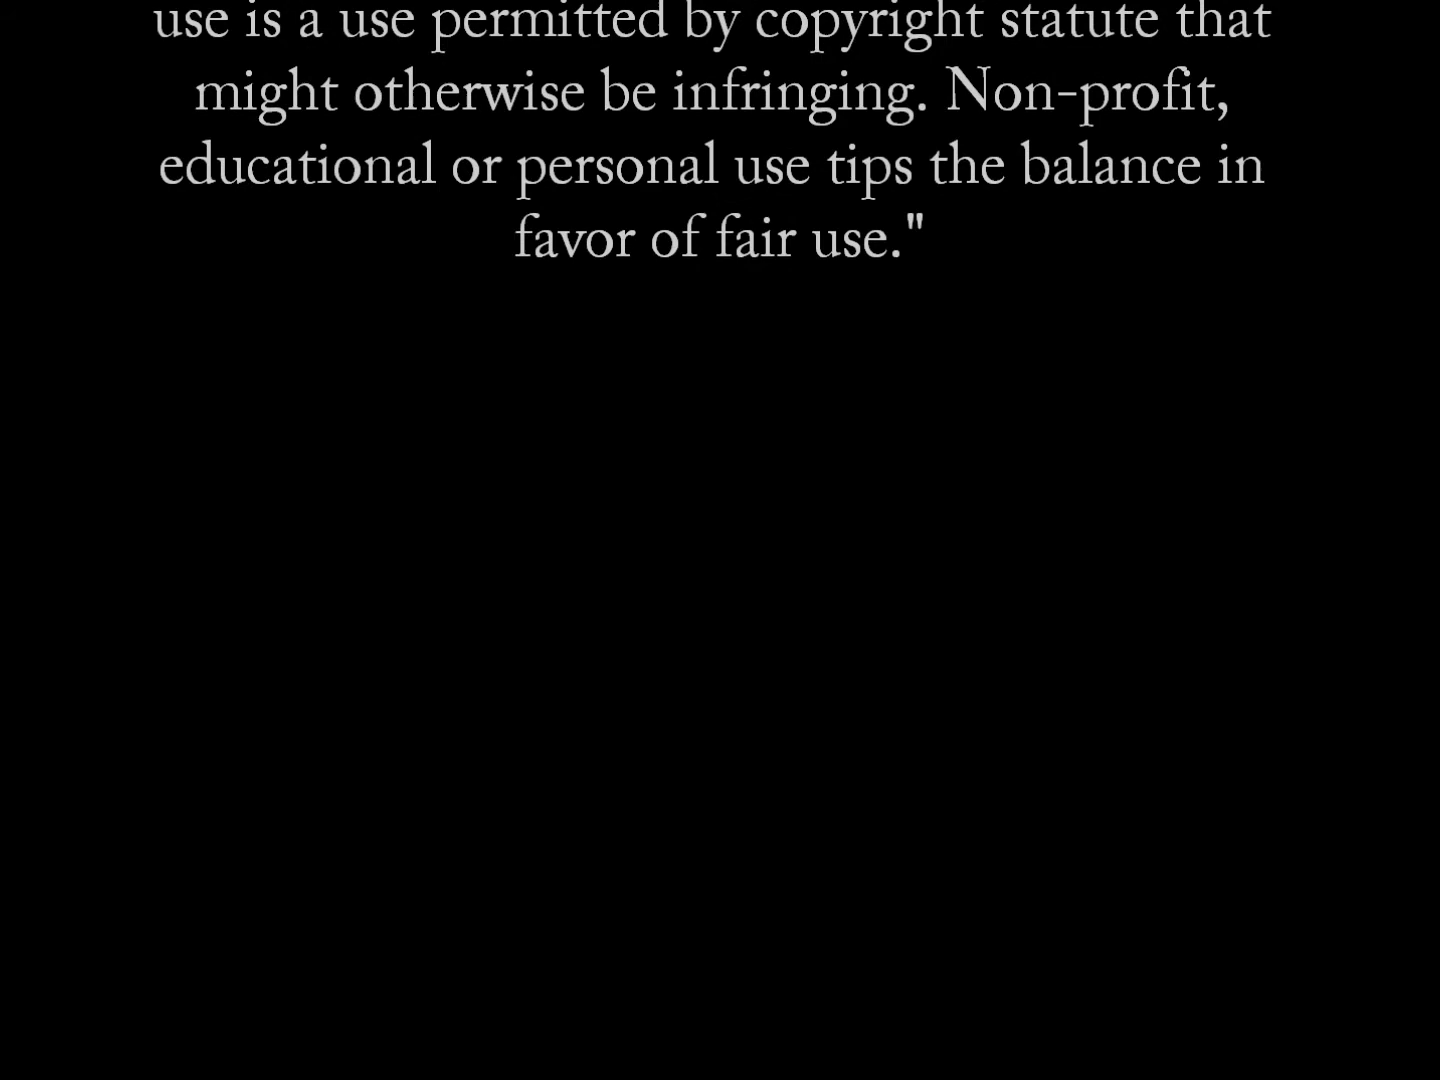 use is a use permitted by copyright statute that
might otherwise be infringing. Non-profit,
educational or personal use tips the balance in
favor of fair use."